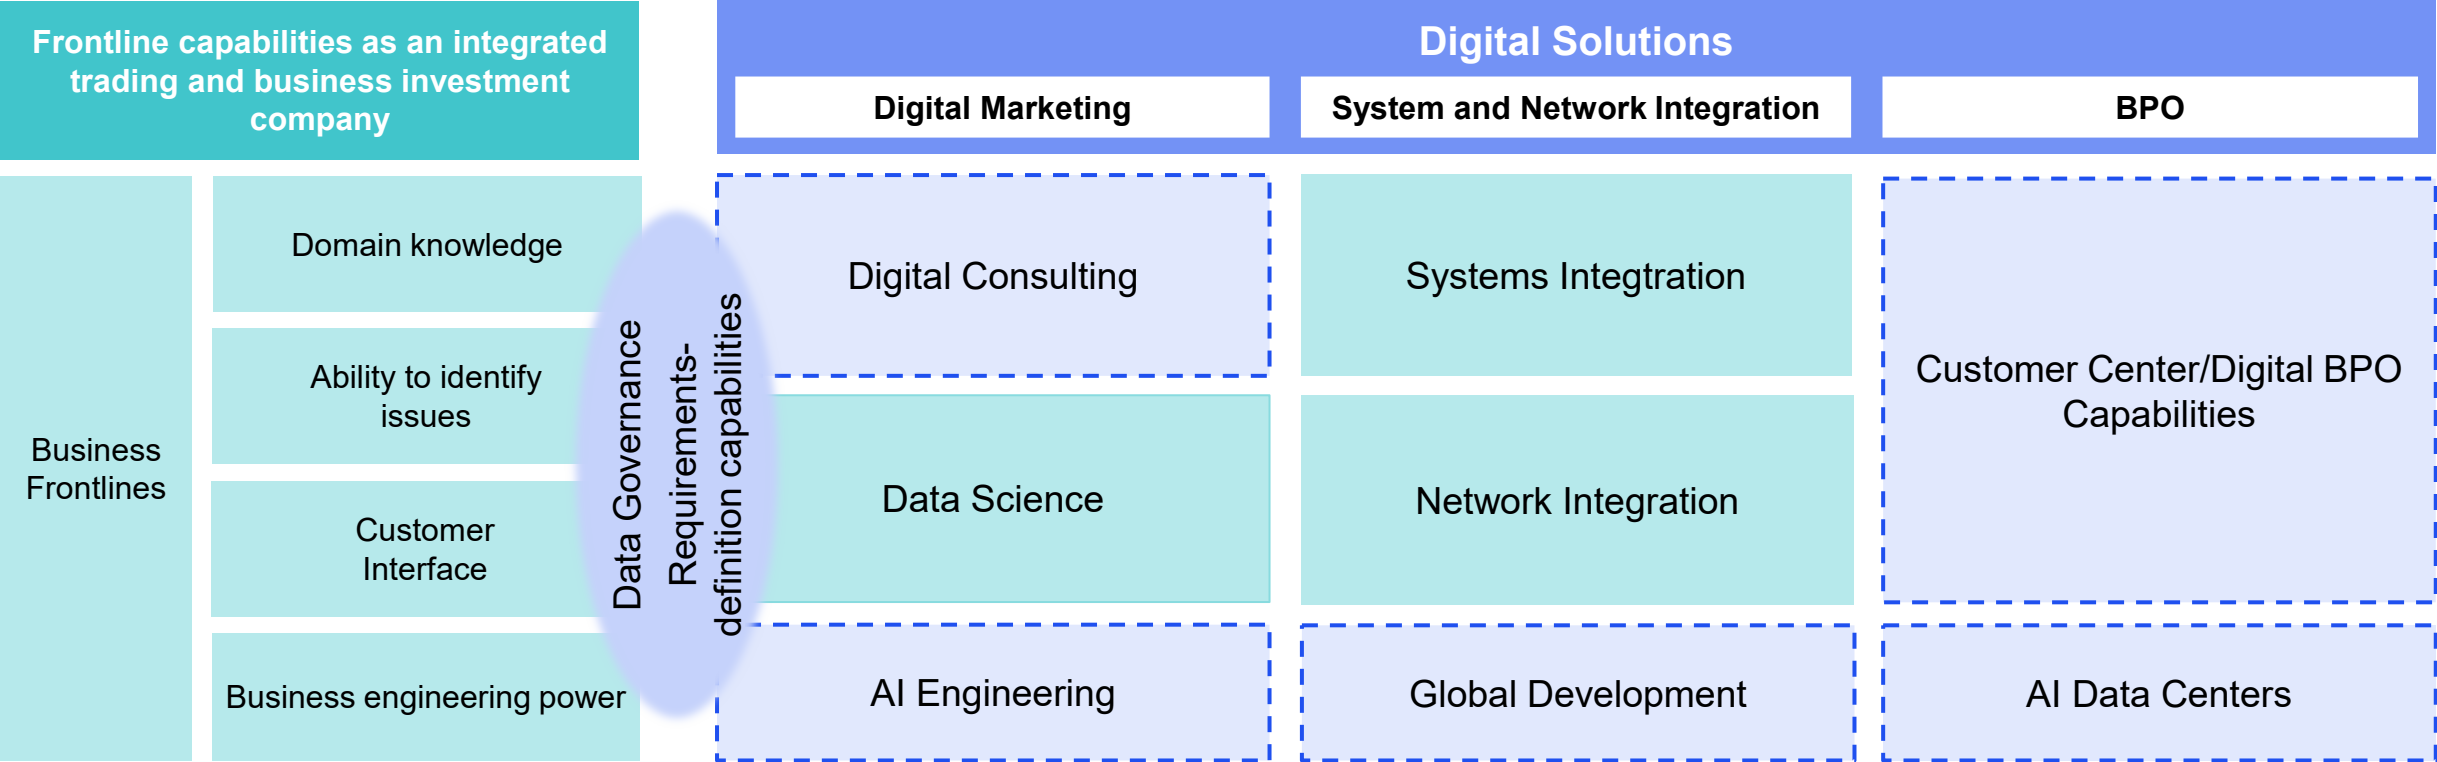 Frontline capabilities as an integrated
trading and business investment
company
Business
Frontlines
Domain knowledge
Ability to identify
issues
Customer
Interface
Business engineering power
Data Governance
Requirements-
definition capabilities
Digital Solutions
Digital Marketing
System and Network Integration
BPO
Digital Consulting
Systems Integtration
Customer Center/Digital BPO
Capabilities
Data Science
Network Integration
AI Engineering
Global Development
AI Data Centers